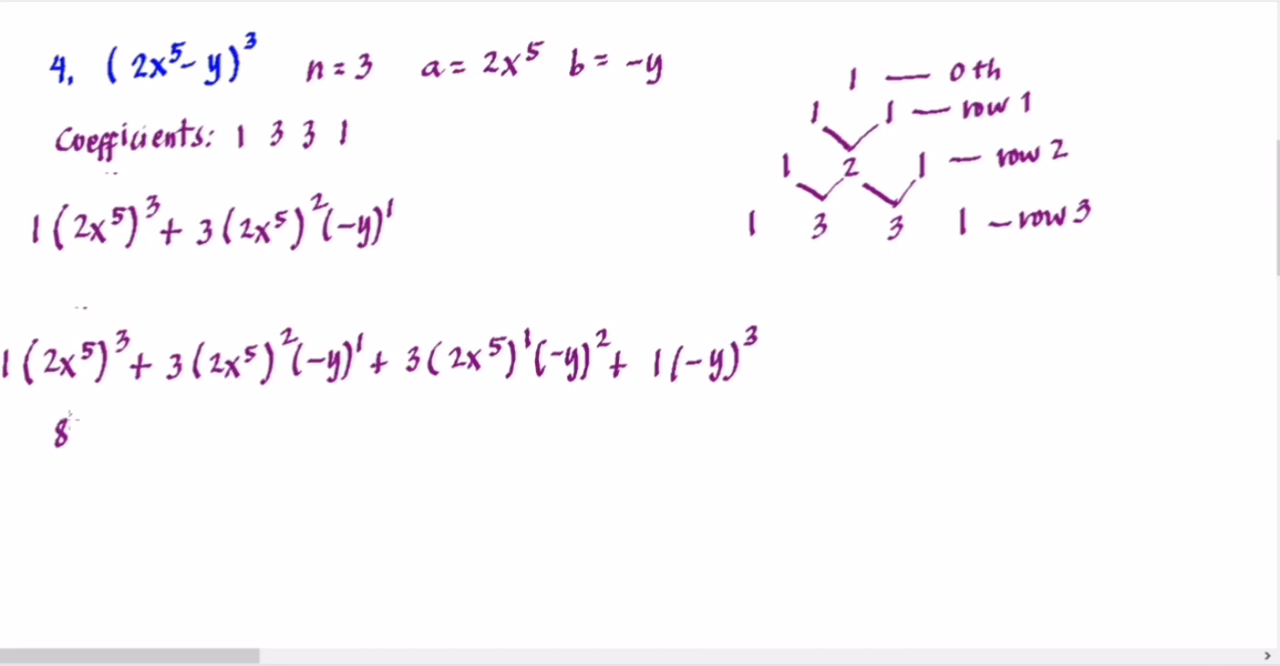 4. (2x⁵- y)³ n = 3 a = 2x⁵ b = -y
Coefficients: 1 3 3 1
1(2x⁵)³ + 3(2x⁵)²(-y)¹
1(2x⁵)³ + 3(2x⁵)²(-y)¹ + 3(2x⁵)¹(-y)² + 1(-y)³
8
1 — 0th
1 1 — row 1
1 2 1 — row 2
1 3 3 1 — row 3